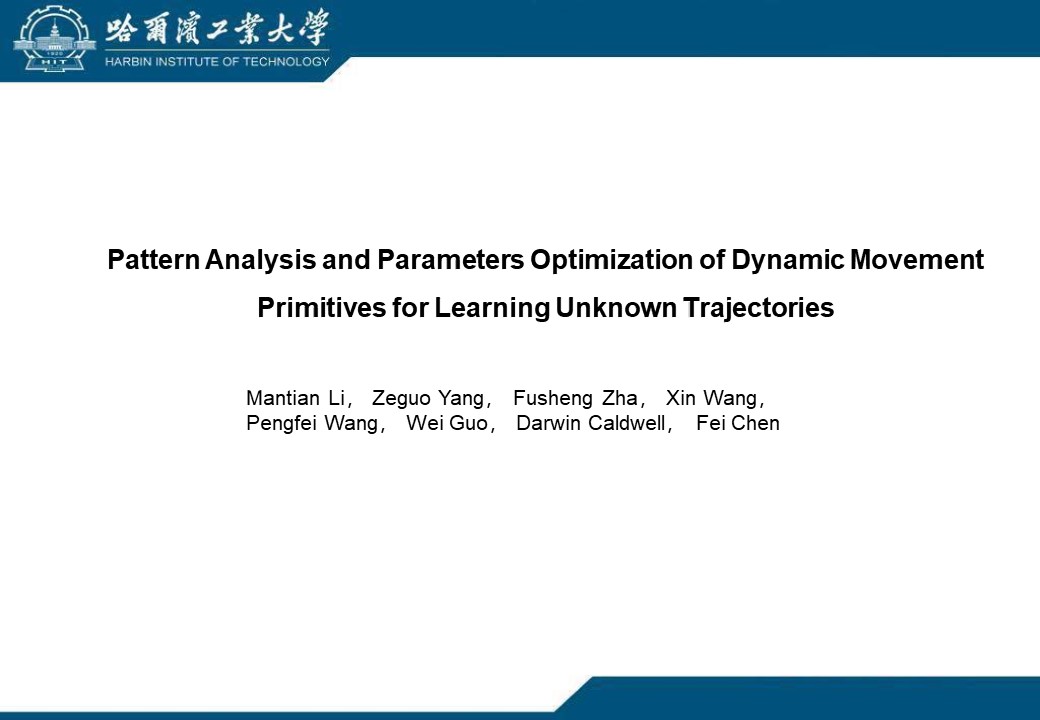 哈爾濱工業大學
HARBIN INSTITUTE OF TECHNOLOGY
1920
HIT
Pattern Analysis and Parameters Optimization of Dynamic Movement
Primitives for Learning Unknown Trajectories
Mantian Li， Zeguo Yang， Fusheng Zha， Xin Wang，
Pengfei Wang， Wei Guo， Darwin Caldwell， Fei Chen